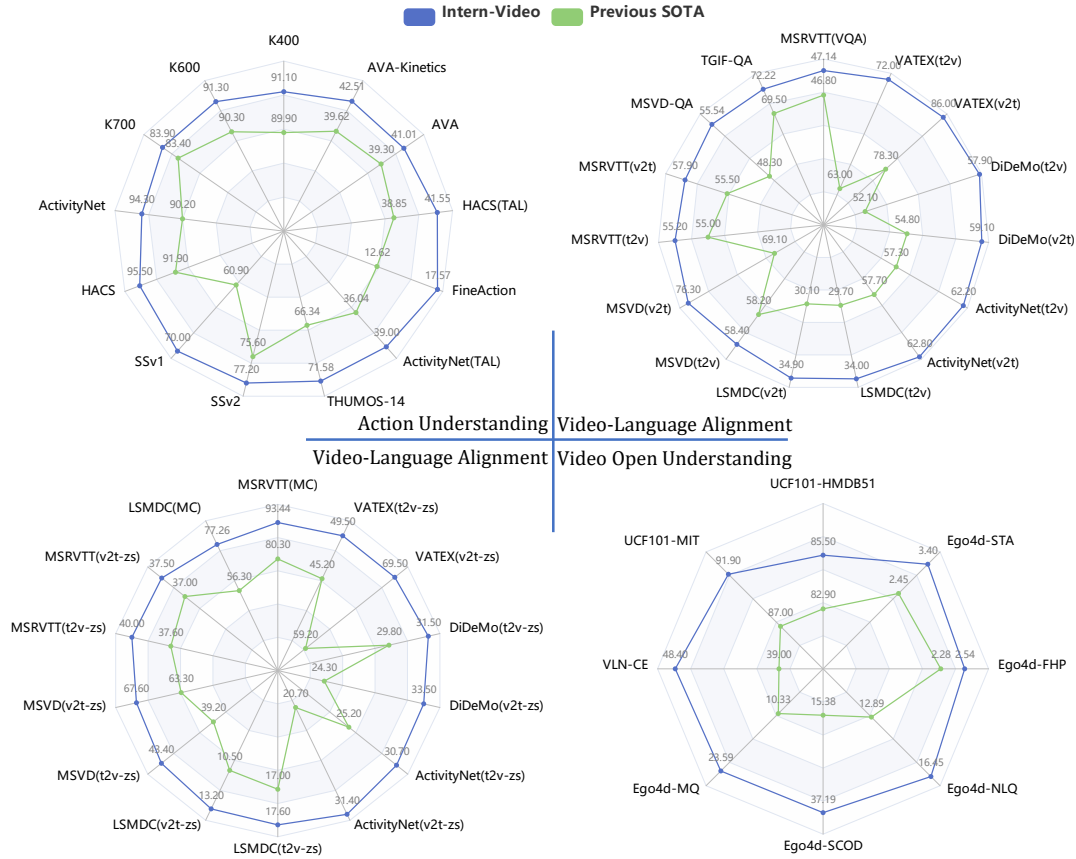 Intern-Video Previous SOTA
K400
91.10
89.90
AVA-Kinetics
42.51
39.62
AVA
41.01
39.30
HACS(TAL)
41.55
38.85
FineAction
17.57
12.62
ActivityNet(TAL)
39.00
36.04
THUMOS-14
71.58
66.34
SSv2
77.20
75.60
SSv1
70.00
60.90
HACS
95.50
91.90
ActivityNet
94.30
90.20
K700
83.90
83.40
K600
91.30
90.30
MSRVTT(VQA)
47.14
46.80
VATEX(t2v)
72.00
63.00
VATEX(v2t)
86.00
78.30
DiDeMo(t2v)
57.90
52.10
DiDeMo(v2t)
59.10
54.80
ActivityNet(t2v)
62.20
57.30
ActivityNet(v2t)
62.80
57.70
LSMDC(t2v)
34.00
29.70
LSMDC(v2t)
34.90
30.10
MSVD(t2v)
58.40
58.20
MSVD(v2t)
76.30
69.10
MSRVTT(t2v)
55.20
55.00
MSRVTT(v2t)
57.90
55.50
MSVD-QA
55.54
48.30
TGIF-QA
72.22
69.50
Action Understanding Video-Language Alignment
Video-Language Alignment Video Open Understanding
MSRVTT(MC)
93.44
80.30
VATEX(t2v-zs)
49.50
45.20
VATEX(v2t-zs)
69.50
59.20
DiDeMo(t2v-zs)
31.50
29.80
DiDeMo(v2t-zs)
33.50
24.30
ActivityNet(t2v-zs)
30.70
25.20
ActivityNet(v2t-zs)
31.40
20.70
LSMDC(t2v-zs)
17.60
17.00
LSMDC(v2t-zs)
13.20
10.50
MSVD(t2v-zs)
43.40
39.20
MSVD(v2t-zs)
67.60
63.30
MSRVTT(t2v-zs)
40.00
37.60
MSRVTT(v2t-zs)
37.50
37.00
LSMDC(MC)
77.26
56.30
UCF101-HMDB51
85.50
82.90
Ego4d-STA
3.40
2.45
Ego4d-FHP
2.54
2.28
Ego4d-NLQ
16.45
12.89
Ego4d-SCOD
37.19
15.38
Ego4d-MQ
23.59
10.33
VLN-CE
48.40
39.00
UCF101-MIT
91.90
87.00